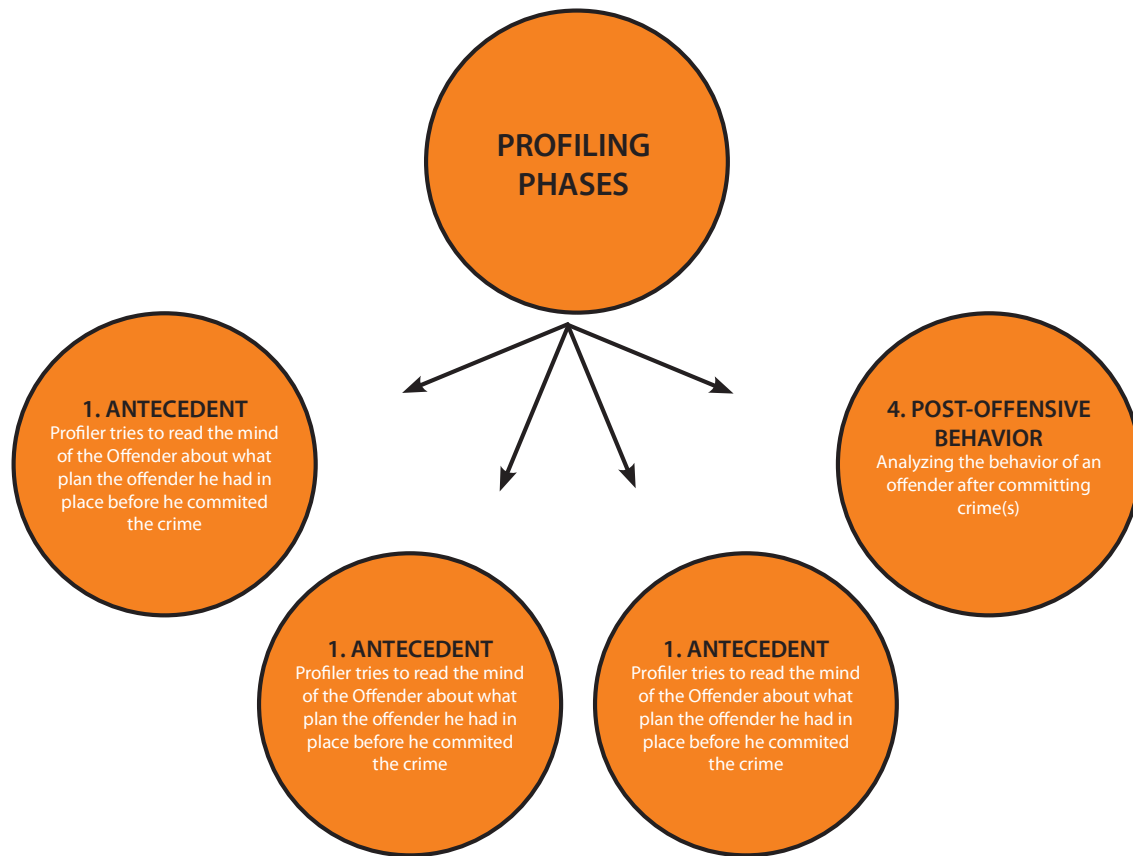 PROFILING
PHASES
1. ANTECEDENT
Profiler tries to read the mind
of the Offender about what
plan the offender he had in
place before he commited
the crime
1. ANTECEDENT
Profiler tries to read the mind
of the Offender about what
plan the offender he had in
place before he commited
the crime
1. ANTECEDENT
Profiler tries to read the mind
of the Offender about what
plan the offender he had in
place before he commited
the crime
4. POST-OFFENSIVE
BEHAVIOR
Analyzing the behavior of an
offender after committing
crime(s)